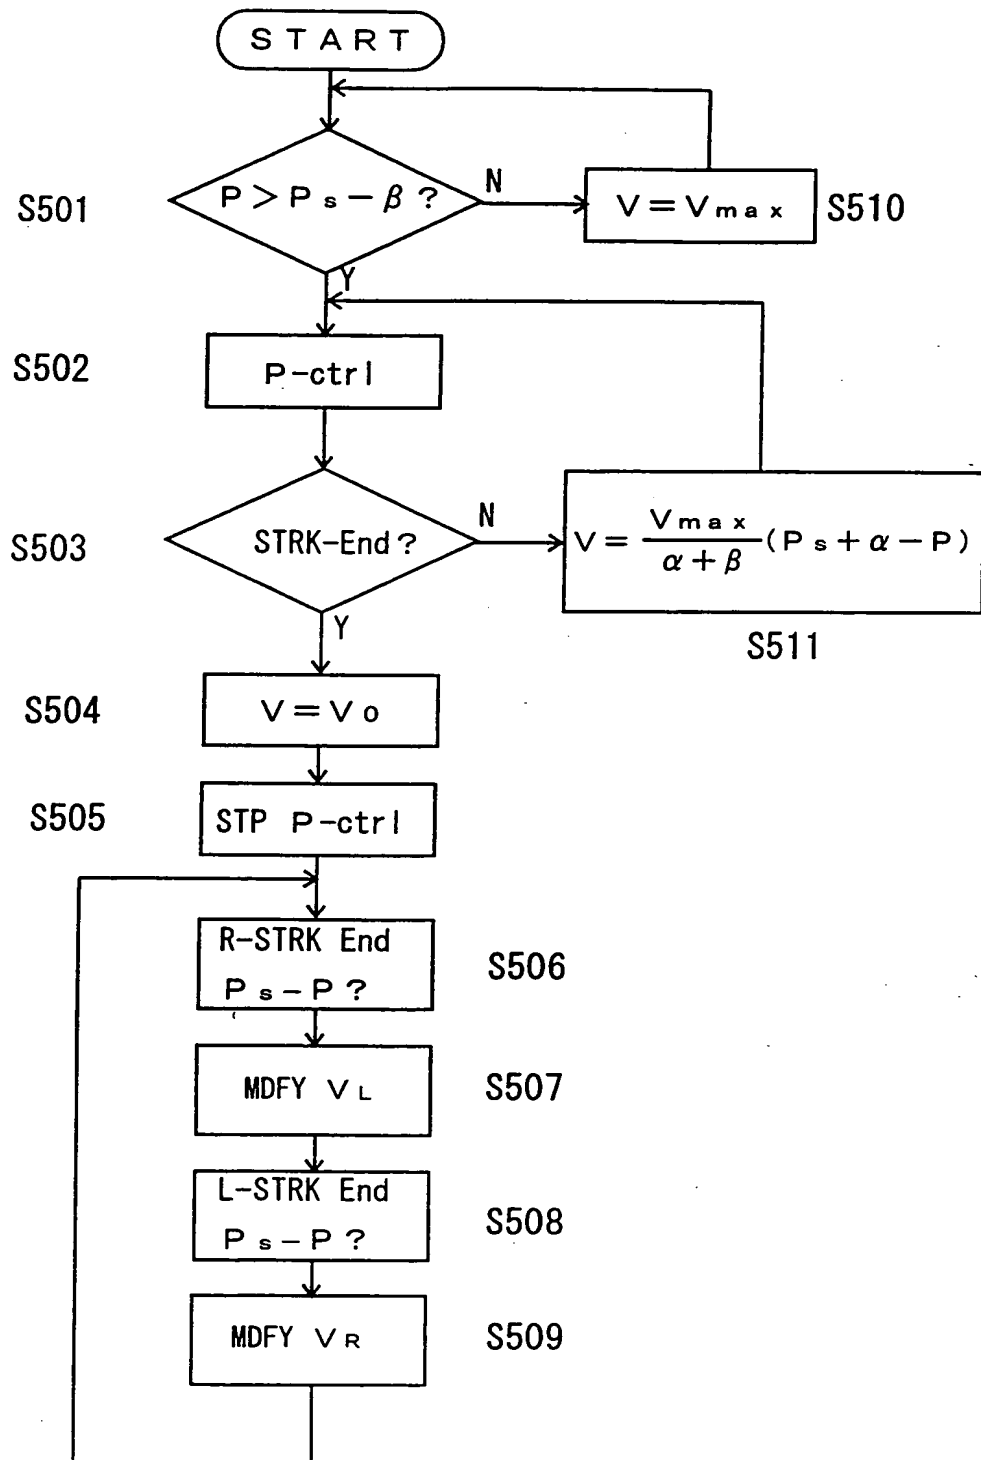 START
S501
P > Ps − β ?
N
V = Vmax
S510
Y
S502
P-ctrl
S503
STRK-End ?
N
V = Vmax / α + β (Ps + α − P)
S511
Y
S504
V = Vo
S505
STP P-ctrl
R-STRK End
Ps − P ?
S506
MDFY VL
S507
L-STRK End
Ps − P ?
S508
MDFY VR
S509